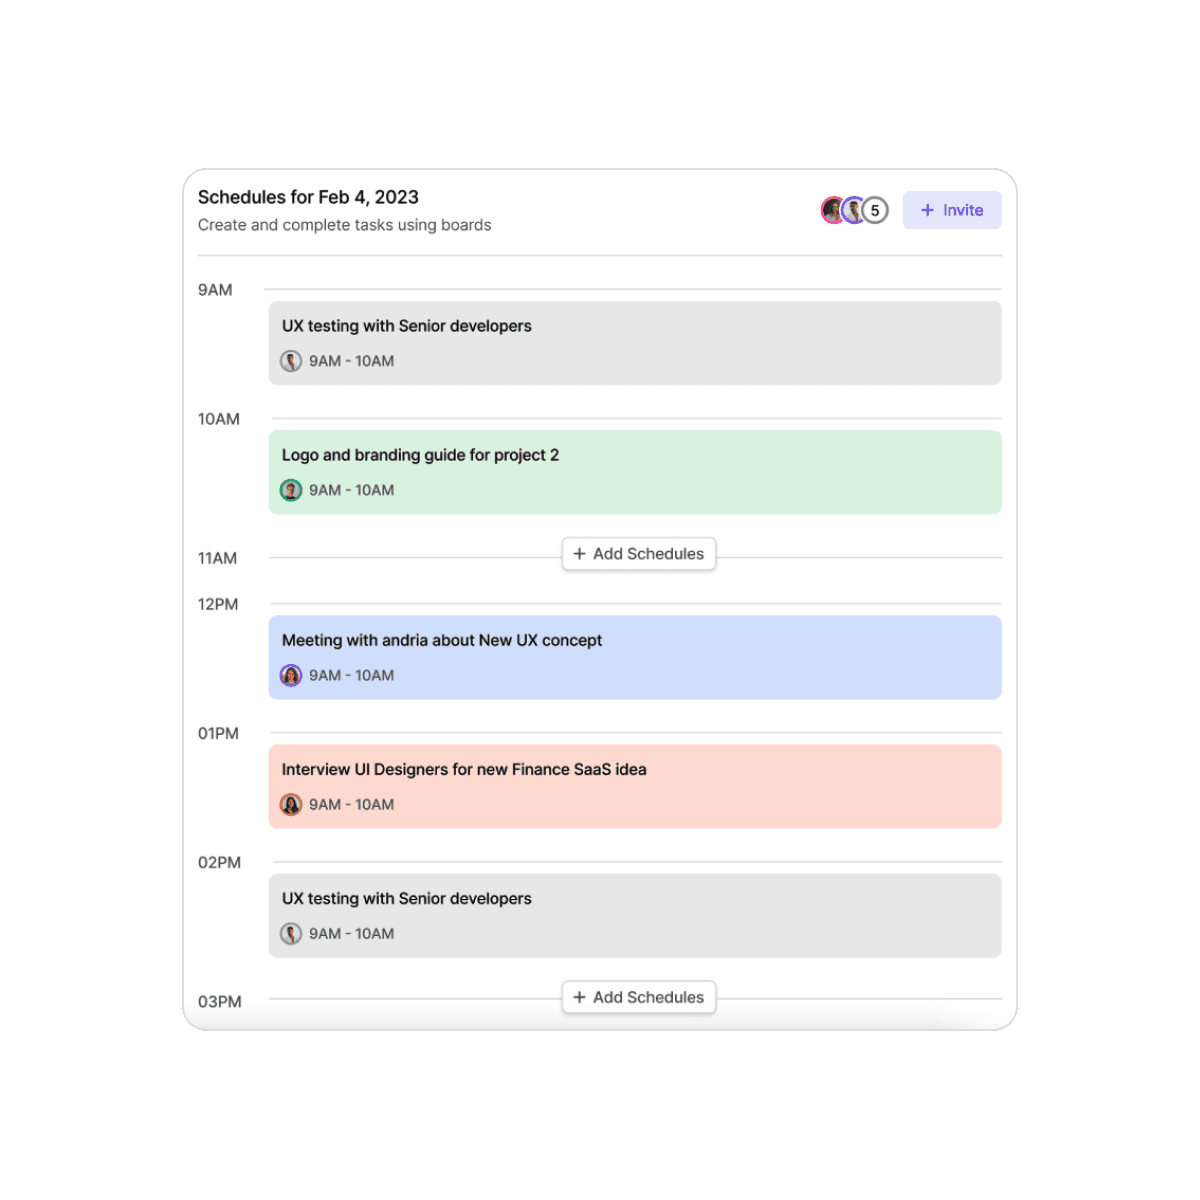 Schedules for Feb 4, 2023
Create and complete tasks using boards
5
+ Invite
9AM
UX testing with Senior developers
9AM - 10AM
10AM
Logo and branding guide for project 2
9AM - 10AM
11AM
+ Add Schedules
12PM
Meeting with andria about New UX concept
9AM - 10AM
01PM
Interview UI Designers for new Finance SaaS idea
9AM - 10AM
02PM
UX testing with Senior developers
9AM - 10AM
03PM
+ Add Schedules